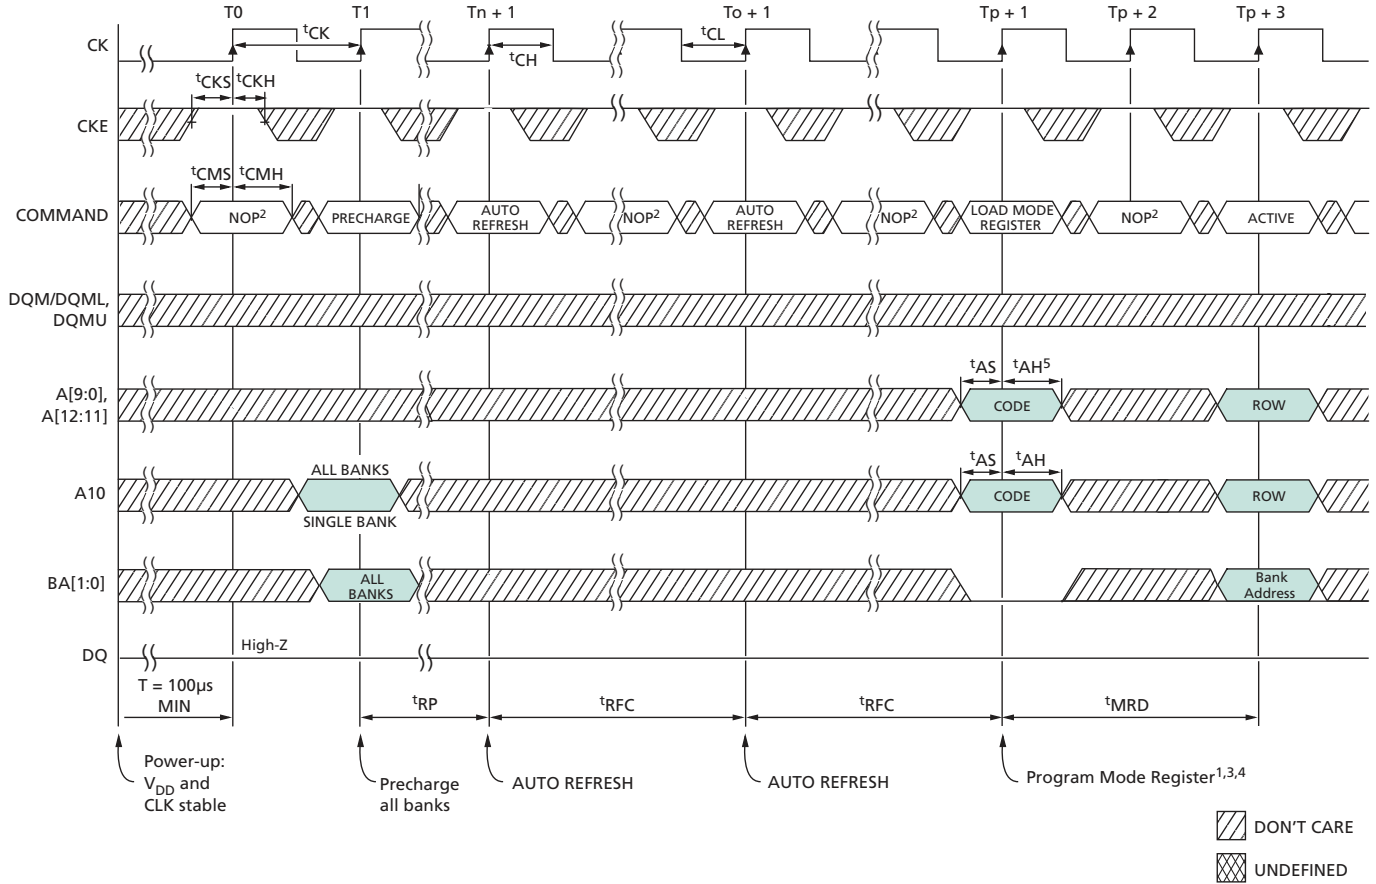 T0 T1 Tn + 1 To + 1 Tp + 1 Tp + 2 Tp + 3
CK
tCK
tCH
tCL
tCKS tCKH
CKE
tCMS tCMH
COMMAND
NOP2
PRECHARGE
AUTO
REFRESH
NOP2
AUTO
REFRESH
NOP2
LOAD MODE
REGISTER
NOP2
ACTIVE
DQM/DQML,
DQMU
A[9:0],
A[12:11]
tAS tAH5
CODE
ROW
A10
ALL BANKS
SINGLE BANK
tAS tAH
CODE
ROW
BA[1:0]
ALL
BANKS
Bank
Address
DQ
High-Z
T = 100µs
MIN
tRP
tRFC
tRFC
tMRD
Power-up:
VDD and
CLK stable
Precharge
all banks
AUTO REFRESH
AUTO REFRESH
Program Mode Register1,3,4
DON'T CARE
UNDEFINED